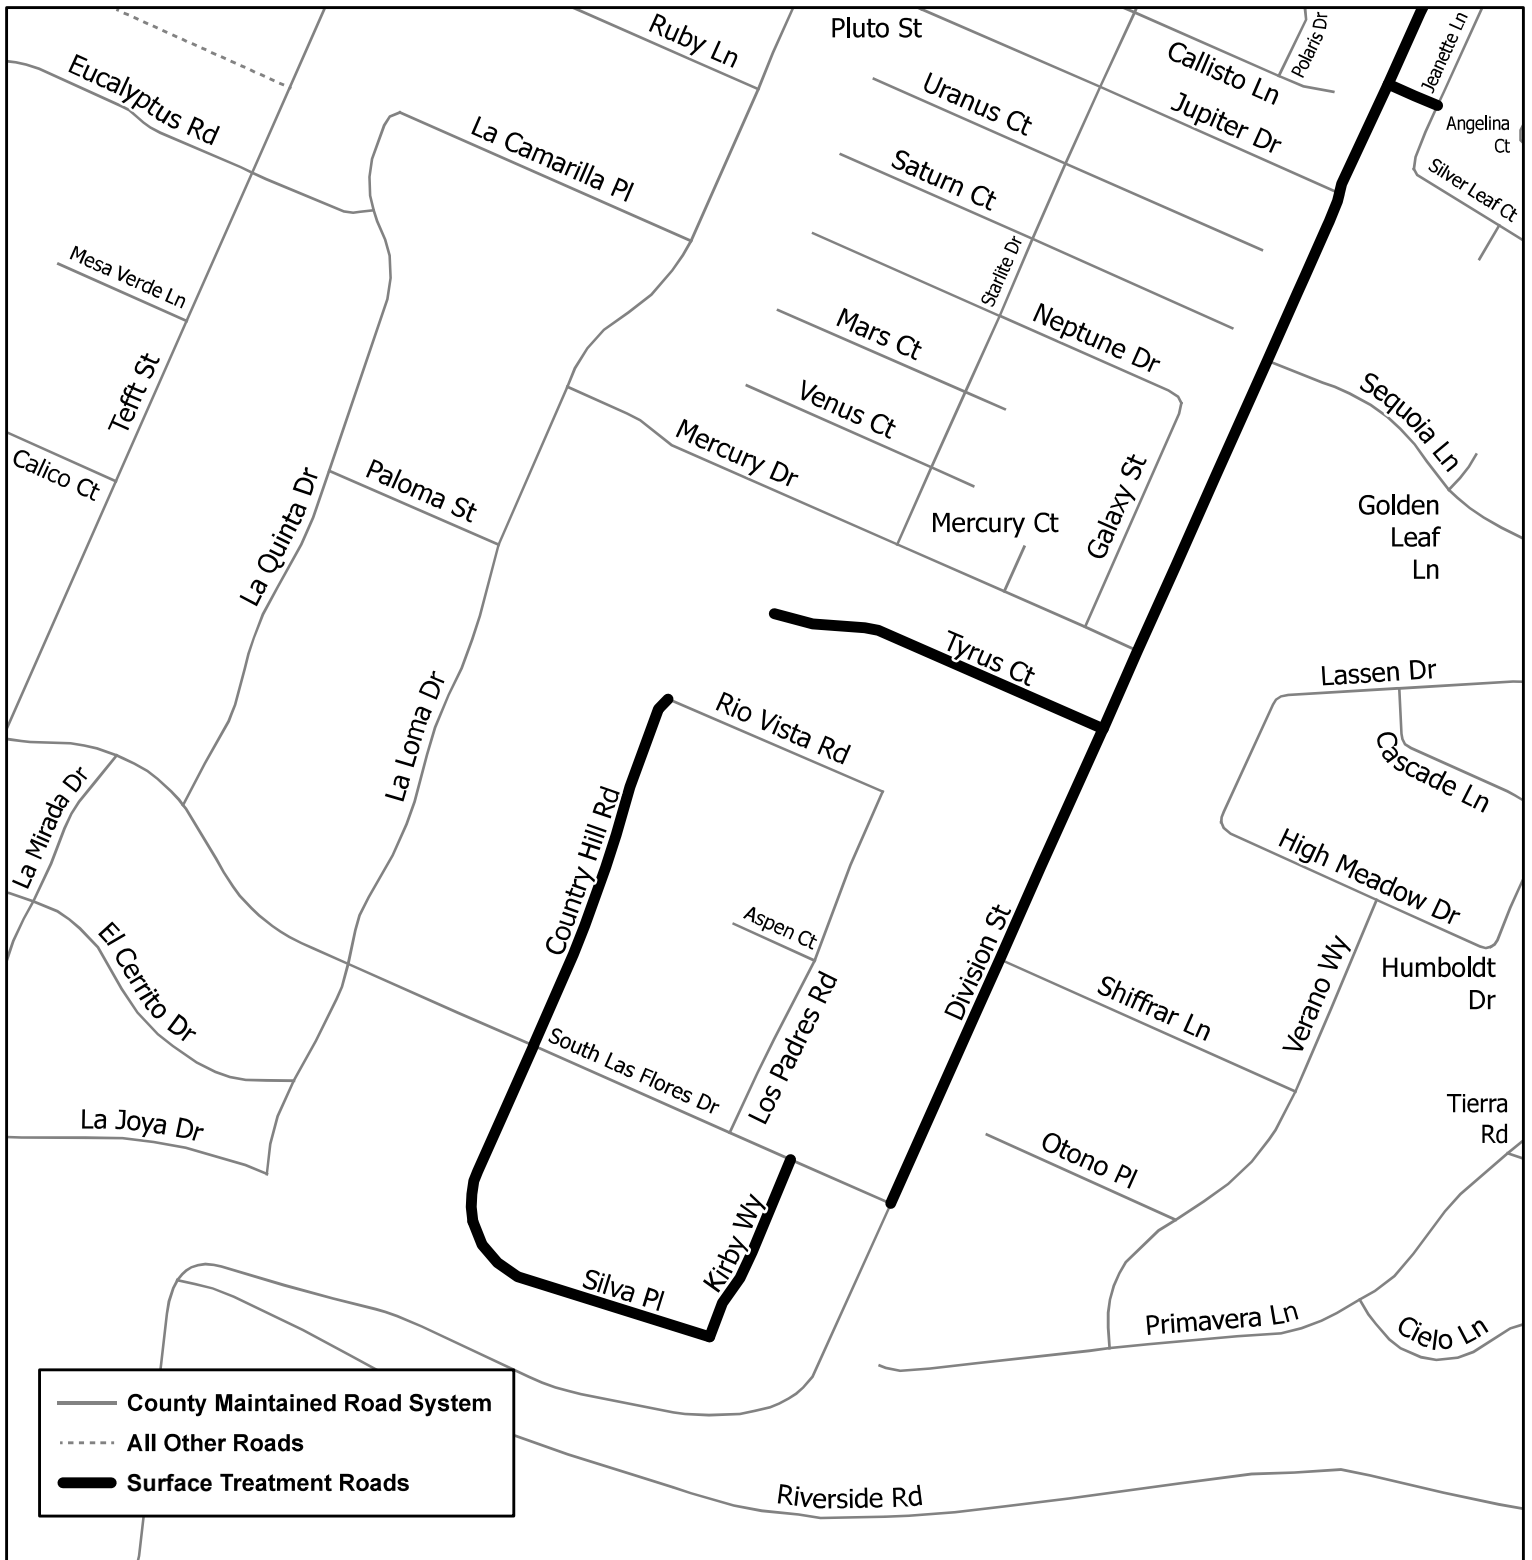 Ruby Ln
Pluto St
Callisto Ln
Polaris Dr
Jeanette Ln
Eucalyptus Rd
Uranus Ct
Jupiter Dr
Angelina
Ct
La Camarilla Pl
Saturn Ct
Silver Leaf Ct
Mesa Verde Ln
Starlite Dr
Neptune Dr
Mars Ct
Tefft St
Venus Ct
Sequoia Ln
Mercury Dr
Calico Ct
Paloma St
La Quinta Dr
Mercury Ct
Galaxy St
Golden
Leaf
Ln
Tyrus Ct
Lassen Dr
Rio Vista Rd
La Loma Dr
Cascade Ln
La Mirada Dr
Country Hill Rd
High Meadow Dr
Aspen Ct
El Cerrito Dr
Division St
Shiffrar Ln
Verano Wy
Humboldt
Dr
South Las Flores Dr
Los Padres Rd
La Joya Dr
Tierra
Rd
Otono Pl
Kirby Wy
Silva Pl
Primavera Ln
Cielo Ln
County Maintained Road System
All Other Roads
Surface Treatment Roads
Riverside Rd